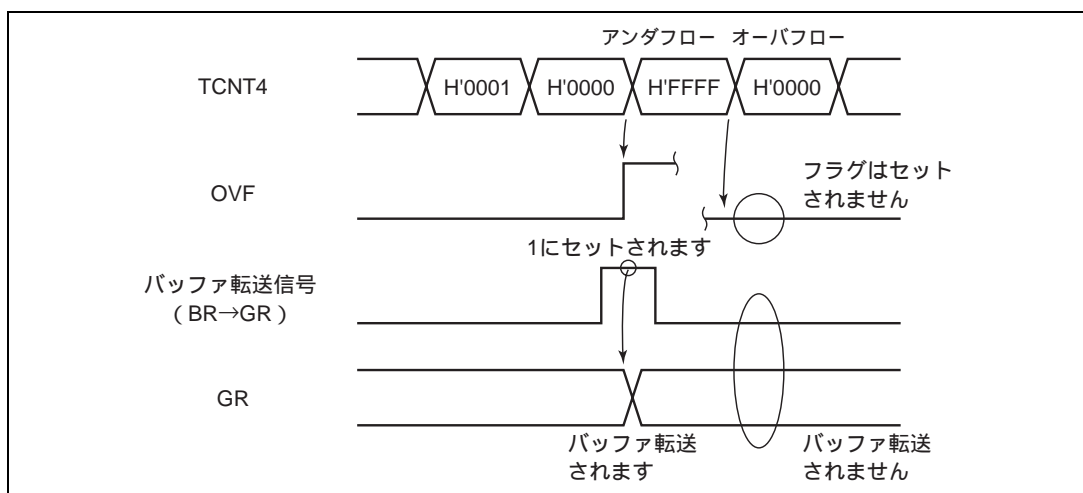 アンダフロー オーバフロー
TCNT4
H'0001 H'0000 H'FFFF H'0000
OVF
フラグはセット
されません
1にセットされます
バッファ転送信号
(BR→GR)
GR
バッファ転送
されます
バッファ転送
されません